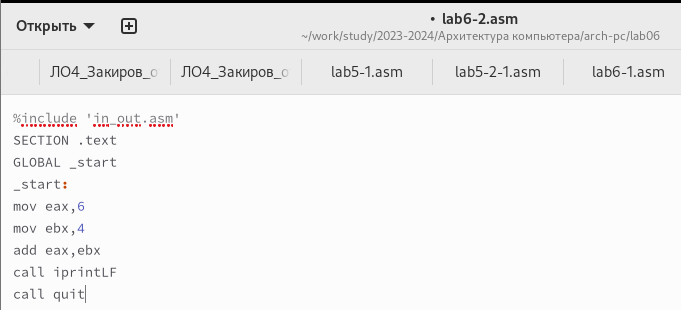 Открыть
• lab6-2.asm
~/work/study/2023-2024/Архитектура компьютера/arch-pc/lab06
ЛО4_Закиров_о ЛО4_Закиров_о lab5-1.asm lab5-2-1.asm lab6-1.asm
%include 'in_out.asm'
SECTION .text
GLOBAL _start
_start:
mov eax,6
mov ebx,4
add eax,ebx
call iprintLF
call quit